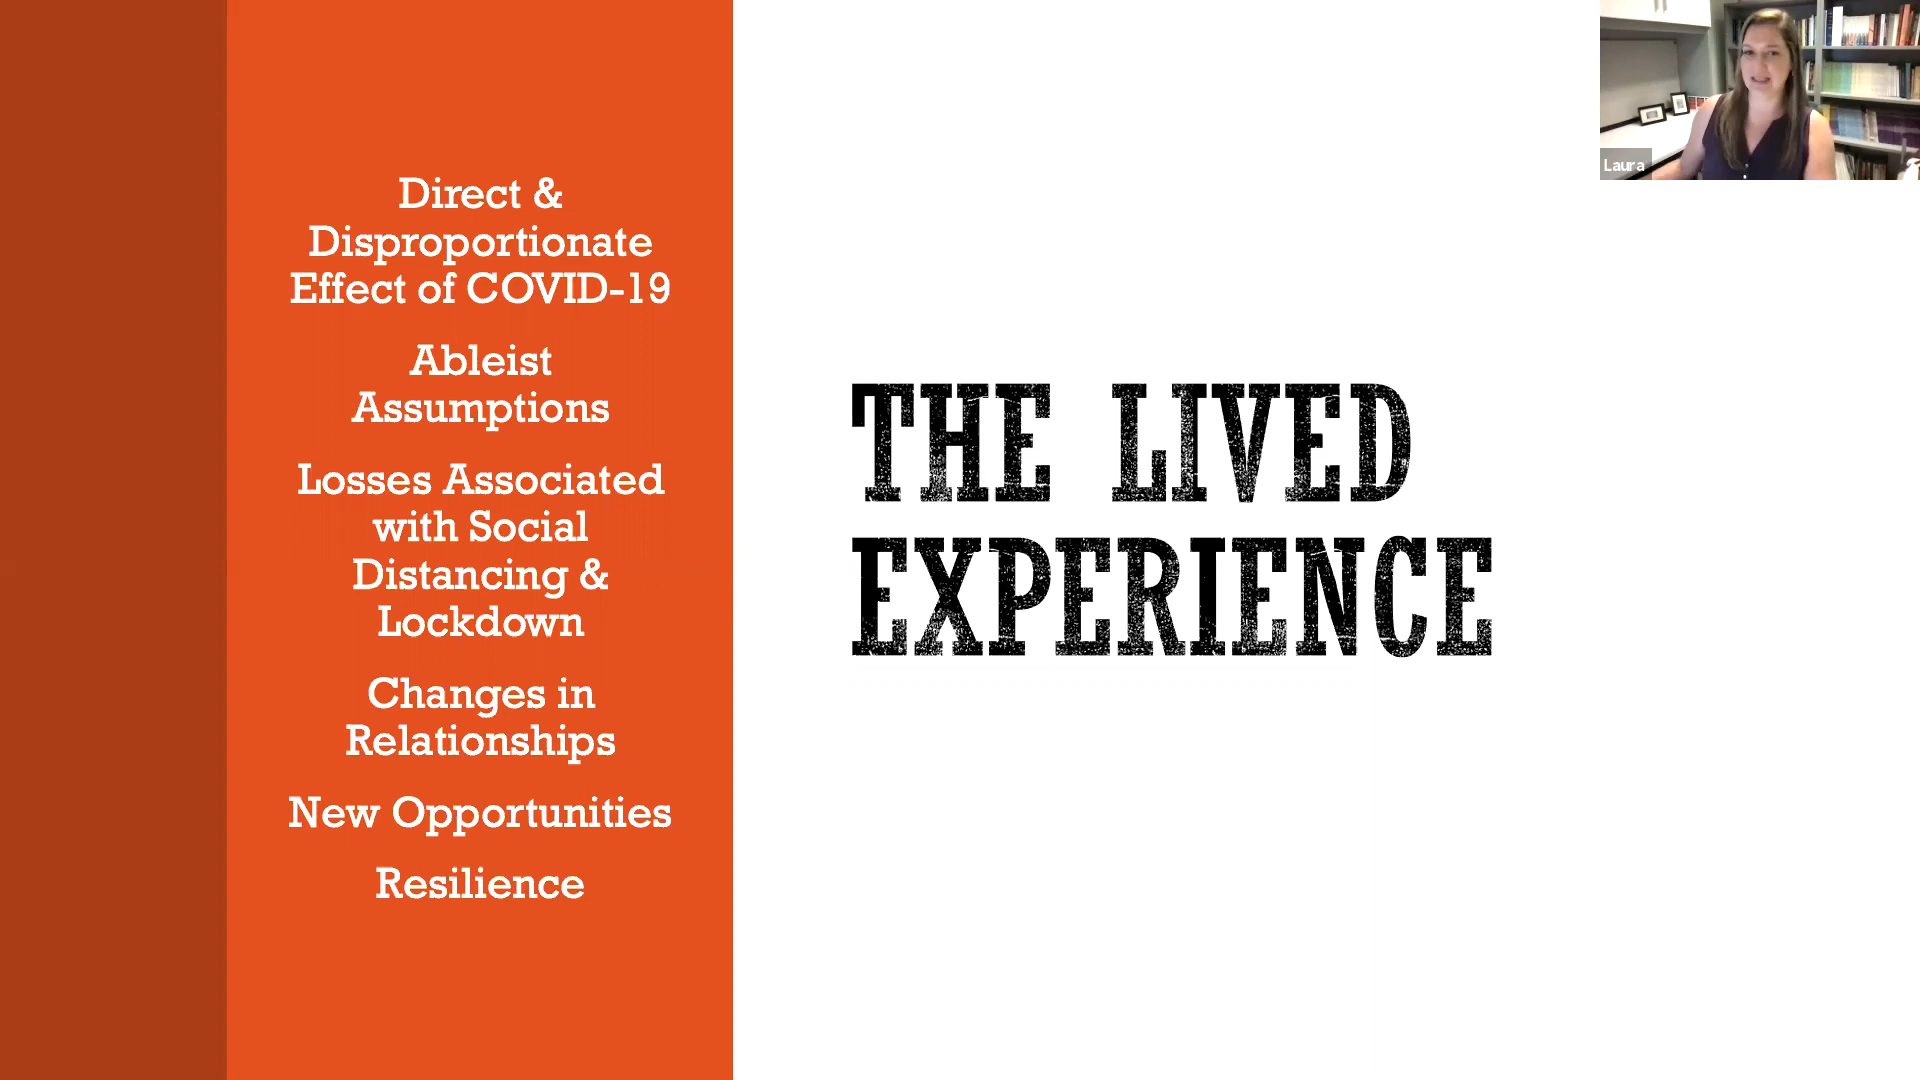 Direct &
Disproportionate
Effect of COVID-19
Ableist
Assumptions
Losses Associated
with Social
Distancing &
Lockdown
Changes in
Relationships
New Opportunities
Resilience
THE LIVED
EXPERIENCE
Laura